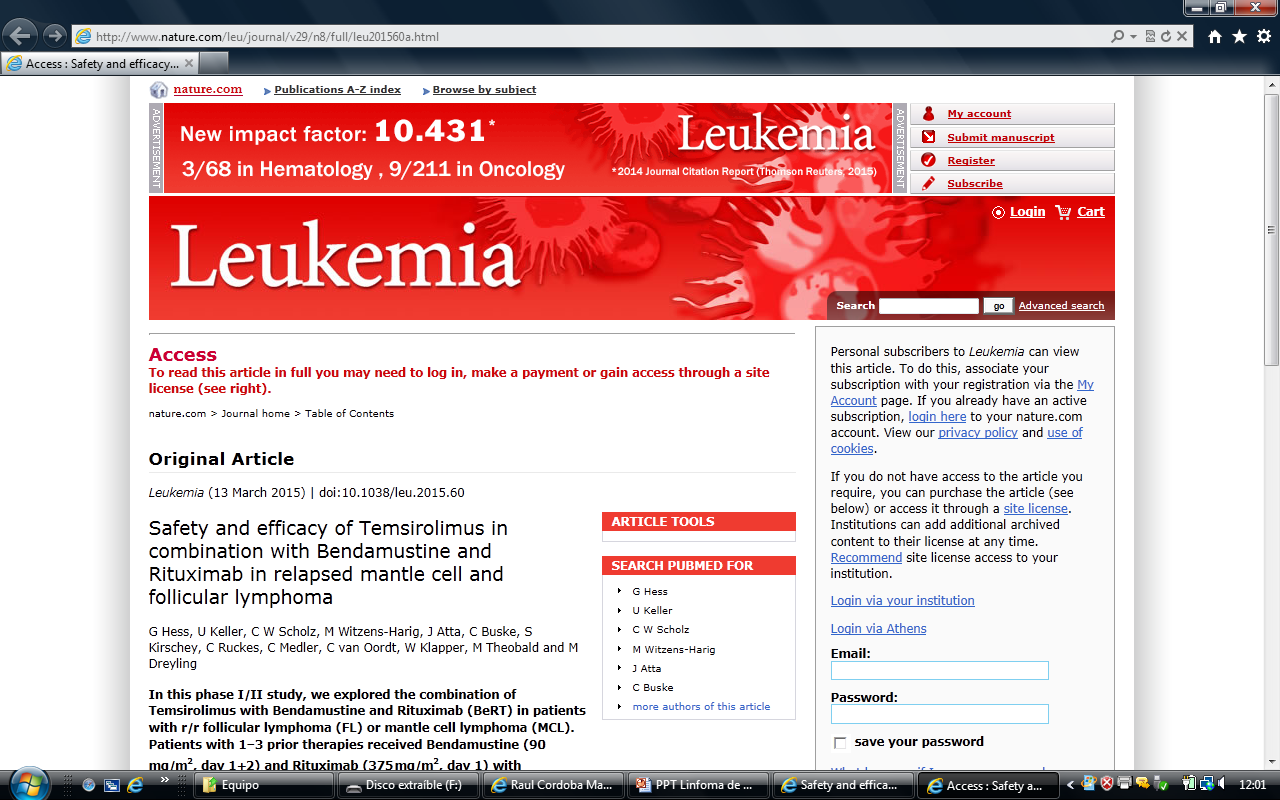 http://www.nature.com/leu/journal/v29/n8/full/leu201560a.html
Access : Safety and efficacy...
nature.com
Publications A-Z index
Browse by subject
ADVERTISEMENT
New impact factor: 10.431*
3/68 in Hematology , 9/211 in Oncology
Leukemia
*2014 Journal Citation Report (Thomson Reuters, 2015)
ADVERTISEMENT
My account
Submit manuscript
Register
Subscribe
Leukemia
Login
Cart
Search
go
Advanced search
Access
To read this article in full you may need to log in, make a payment or gain access through a site
license (see right).
nature.com > Journal home > Table of Contents
Original Article
Leukemia (13 March 2015) | doi:10.1038/leu.2015.60
Safety and efficacy of Temsirolimus in
combination with Bendamustine and
Rituximab in relapsed mantle cell and
follicular lymphoma
G Hess, U Keller, C W Scholz, M Witzens-Harig, J Atta, C Buske, S
Kirschey, C Ruckes, C Medler, C van Oordt, W Klapper, M Theobald and M
Dreyling
In this phase I/II study, we explored the combination of
Temsirolimus with Bendamustine and Rituximab (BeRT) in patients
with r/r follicular lymphoma (FL) or mantle cell lymphoma (MCL).
Patients with 1–3 prior therapies received Bendamustine (90
mg/m², day 1+2) and Rituximab (375 mg/m², day 1) with
ARTICLE TOOLS
SEARCH PUBMED FOR
G Hess
U Keller
C W Scholz
M Witzens-Harig
J Atta
C Buske
more authors of this article
Personal subscribers to Leukemia can view
this article. To do this, associate your
subscription with your registration via the My
Account page. If you already have an active
subscription, login here to your nature.com
account. View our privacy policy and use of
cookies.
If you do not have access to the article you
require, you can purchase the article (see
below) or access it through a site license.
Institutions can add additional archived
content to their license at any time.
Recommend site license access to your
institution.
Login via your institution
Login via Athens
Email:
Password:
save your password
Equipo
Disco extraíble (F:)
Raul Cordoba Ma...
PPT Linfoma de ...
Safety and effica...
Access : Safety a...
12:01